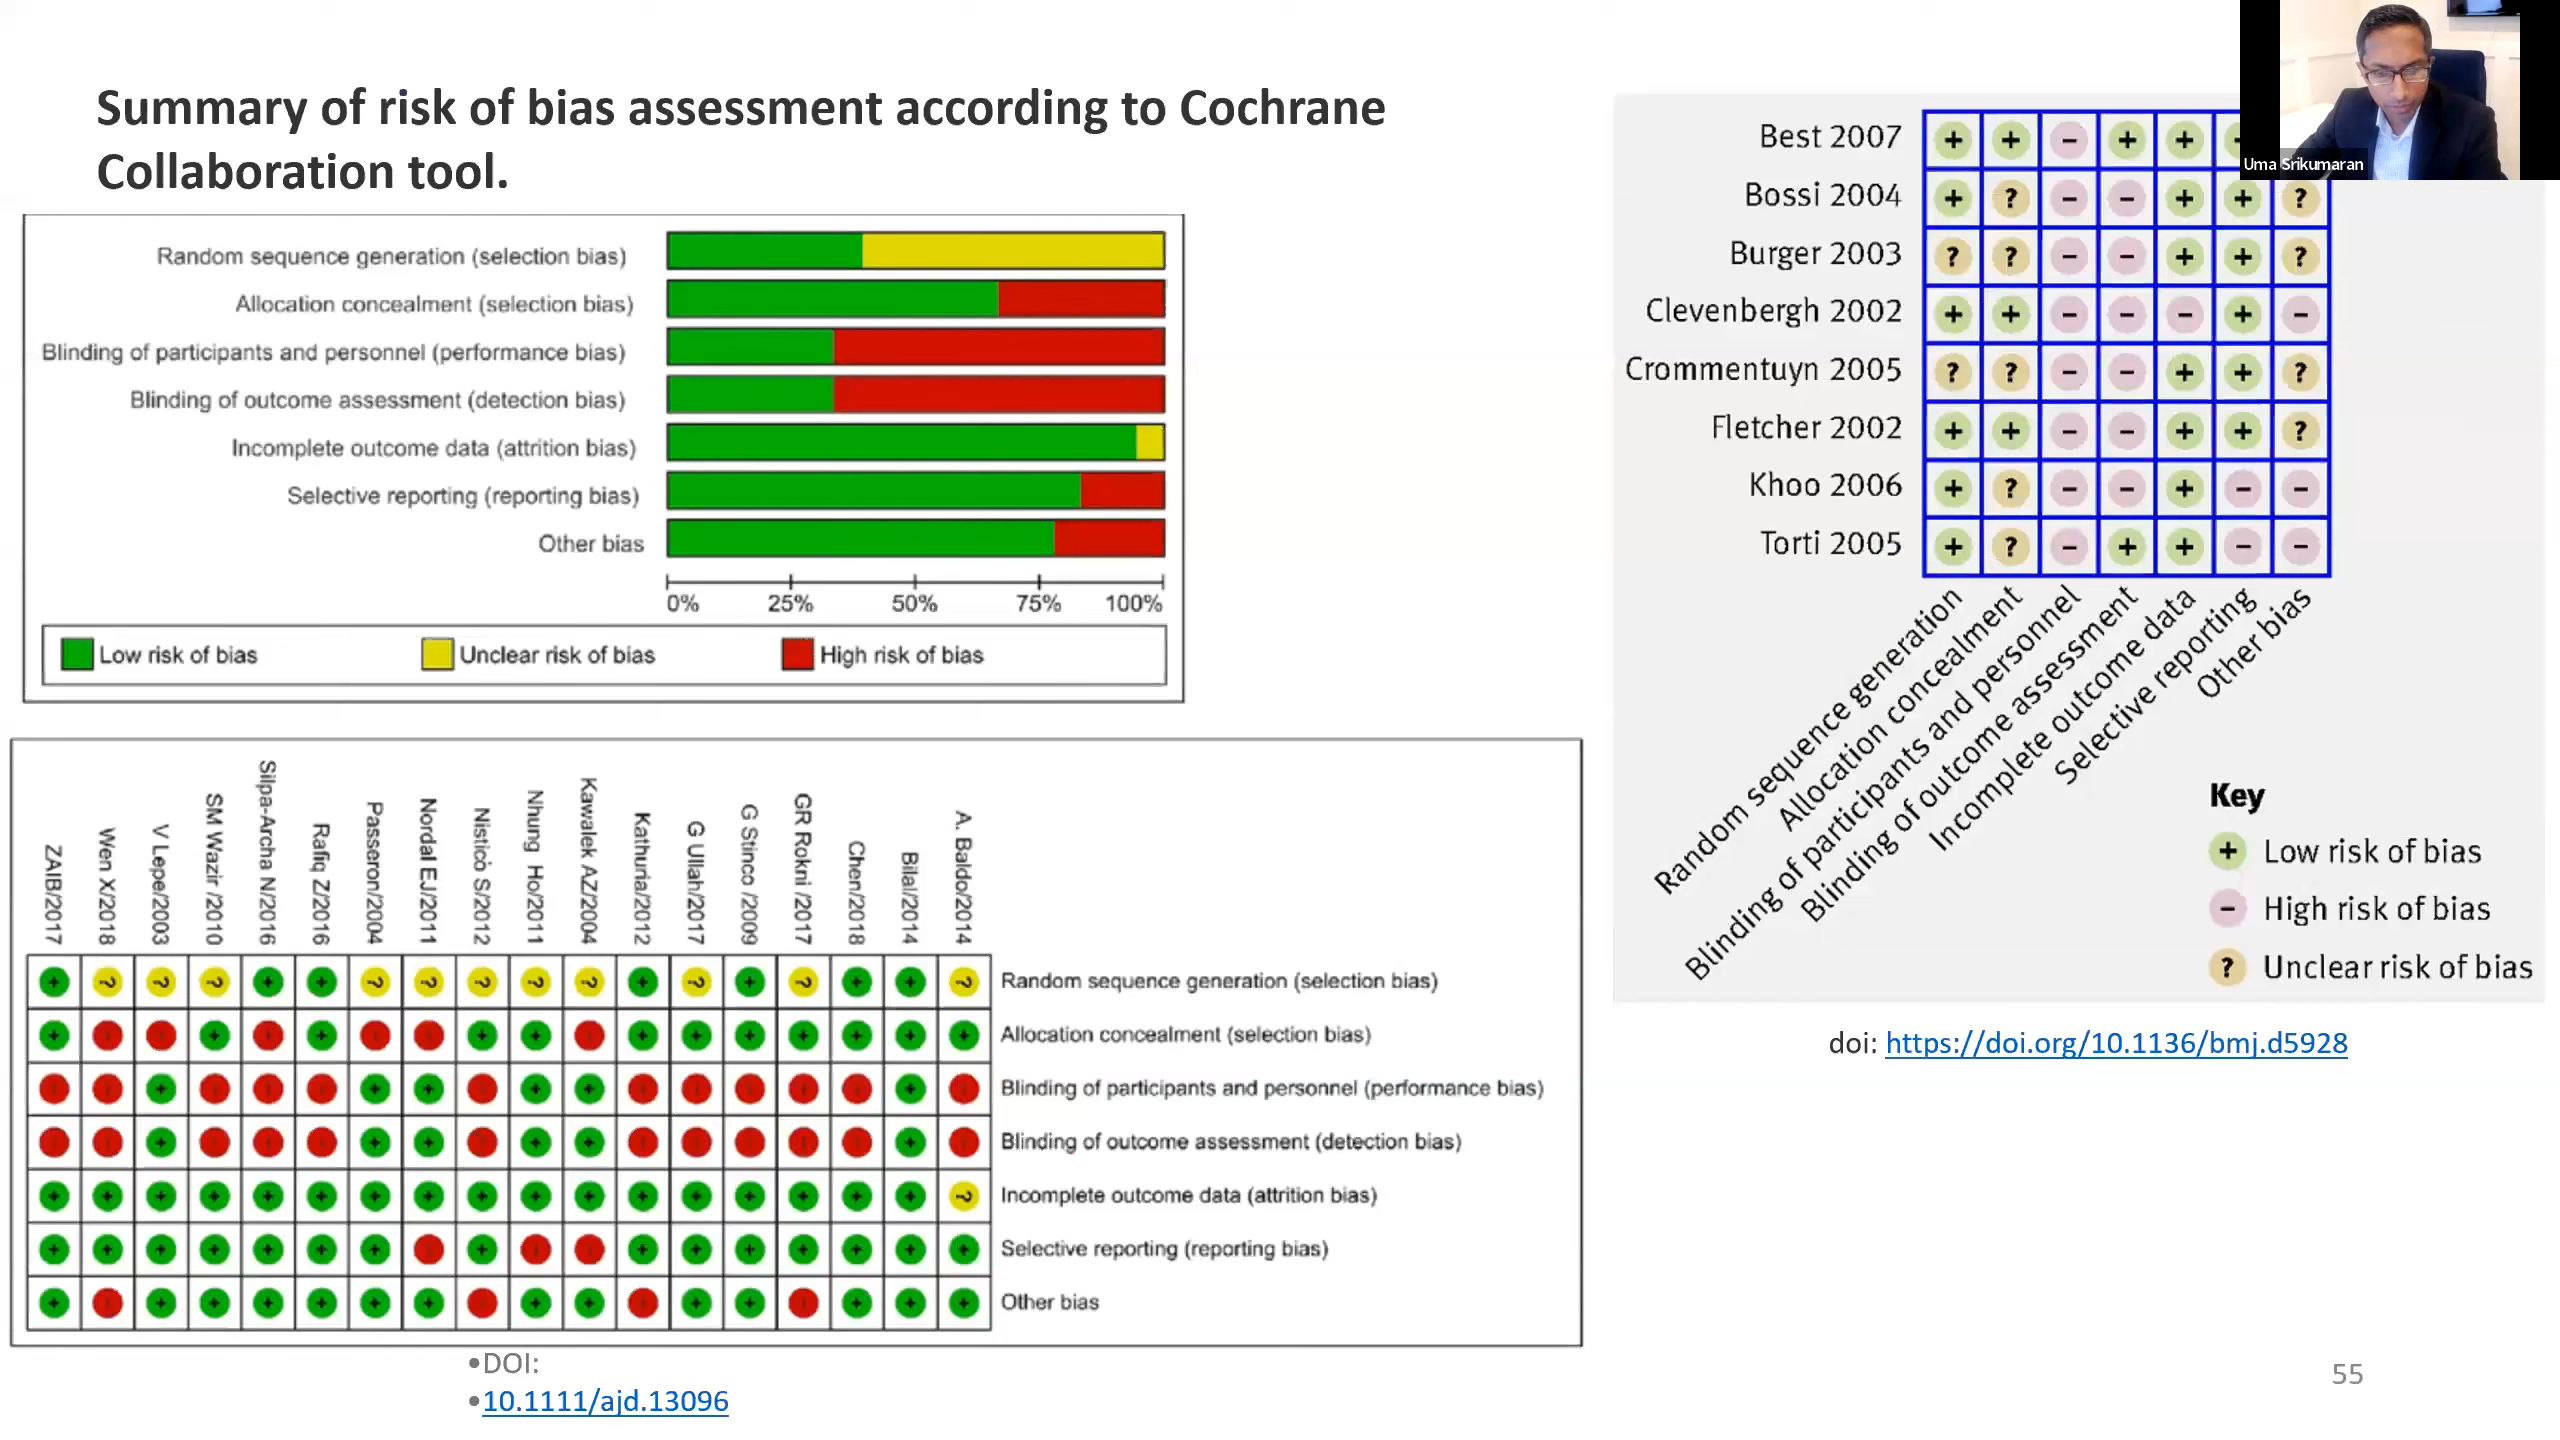 Summary of risk of bias assessment according to Cochrane
Collaboration tool.
Random sequence generation (selection bias)
Allocation concealment (selection bias)
Blinding of participants and personnel (performance bias)
Blinding of outcome assessment (detection bias)
Incomplete outcome data (attrition bias)
Selective reporting (reporting bias)
Other bias
0% 25% 50% 75% 100%
Low risk of bias Unclear risk of bias High risk of bias
ZAIB/2017
Wen X/2018
V Lepe/2003
SM Wazir /2010
Silpa-Archa N/2016
Rafiq Z/2016
Passeron/2004
Nordal EJ/2011
Nisticò S/2012
Nhung Ho/2011
Kawalek AZ/2004
Kathuria/2012
G Ullah/2017
G Stinco /2009
GR Rokni /2017
Chen/2018
Bilal/2014
A. Baldo/2014
+ ? ? ? + + ? ? ? ? ? + ? + ? + + ? Random sequence generation (selection bias)
+ - - + - + - - + + - + + + + + + + Allocation concealment (selection bias)
- - + - - - + + - + + - - - - - + - Blinding of participants and personnel (performance bias)
- - + - - - + + - + + - - - - - + - Blinding of outcome assessment (detection bias)
+ + + + + + + + + + + + + + + + + ? Incomplete outcome data (attrition bias)
+ + + + + + + - + - - + + + + + + + Selective reporting (reporting bias)
+ - + + + + + + - + + - + + - + + + Other bias
•DOI:
•10.1111/ajd.13096
Uma Srikumaran
Best 2007 + + - + + +
Bossi 2004 + ? - - + + ?
Burger 2003 ? ? - - + + ?
Clevenbergh 2002 + + - - - + -
Crommentuyn 2005 ? ? - - + + ?
Fletcher 2002 + + - - + + ?
Khoo 2006 + ? - - + - -
Torti 2005 + ? - + + - -
Random sequence generation
Allocation concealment
Blinding of participants and personnel
Blinding of outcome assessment
Incomplete outcome data
Selective reporting
Other bias
Key
+ Low risk of bias
- High risk of bias
? Unclear risk of bias
doi: https://doi.org/10.1136/bmj.d5928
55